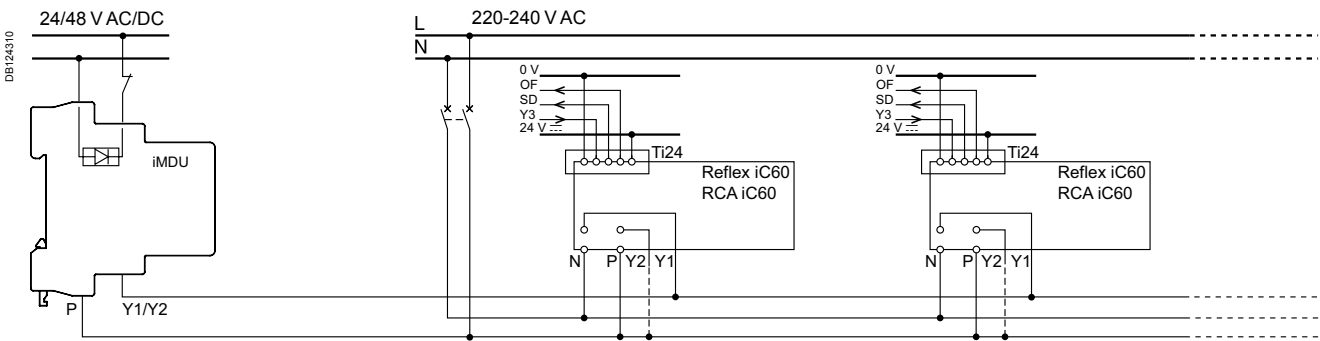 DB124310
24/48 V AC/DC
iMDU
P
Y1/Y2
L
220-240 V AC
N
0 V
OF
SD
Y3
24 V
Ti24
Reflex iC60
RCA iC60
N
P
Y2
Y1
0 V
OF
SD
Y3
24 V
Ti24
Reflex iC60
RCA iC60
N
P
Y2
Y1